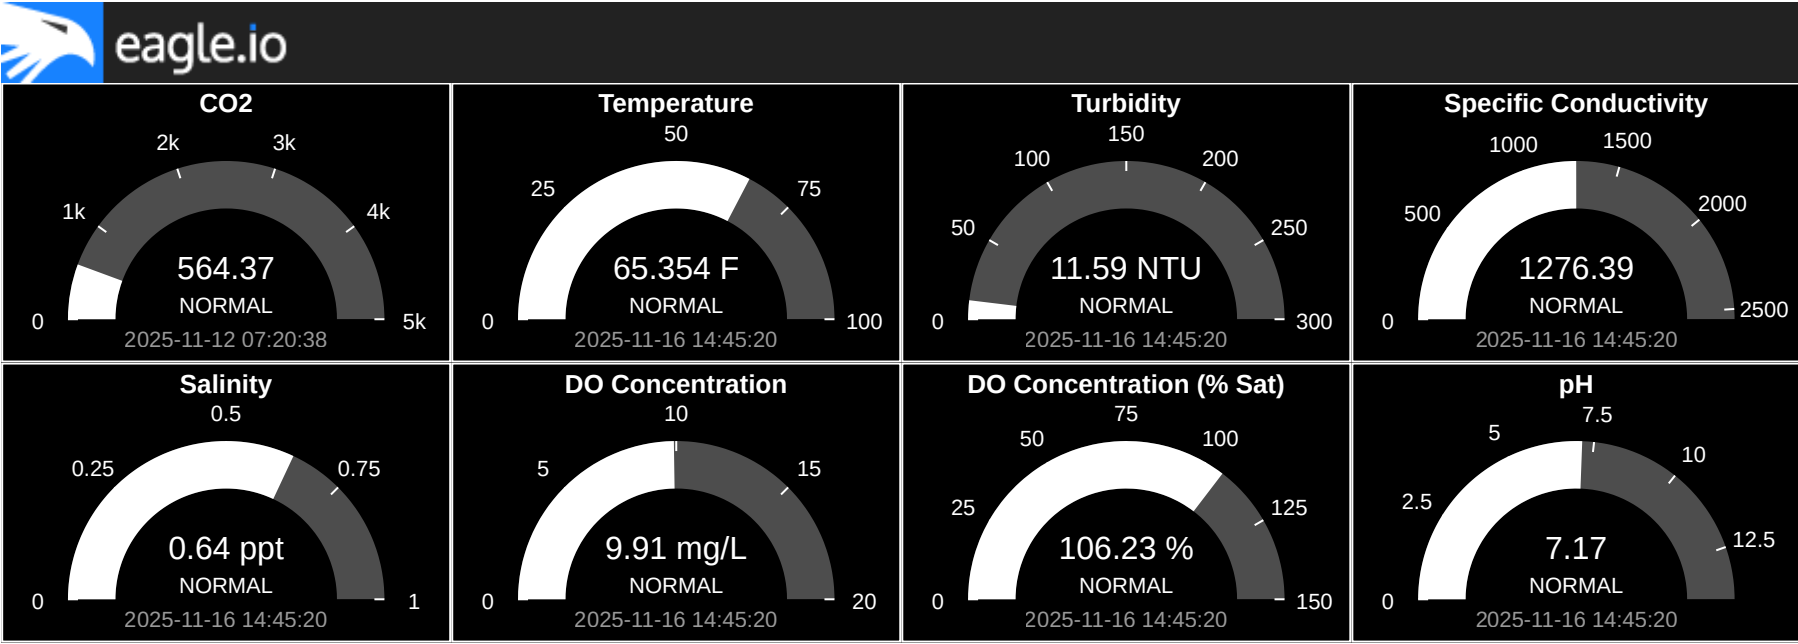 eagle.io
CO2
0
1k
2k
3k
4k
5k
564.37
NORMAL
2025-11-12 07:20:38
Temperature
0
25
50
75
100
65.354 F
NORMAL
2025-11-16 14:45:20
Turbidity
0
50
100
150
200
250
300
11.59 NTU
NORMAL
2025-11-16 14:45:20
Specific Conductivity
0
500
1000
1500
2000
2500
1276.39
NORMAL
2025-11-16 14:45:20
Salinity
0
0.25
0.5
0.75
1
0.64 ppt
NORMAL
2025-11-16 14:45:20
DO Concentration
0
5
10
15
20
9.91 mg/L
NORMAL
2025-11-16 14:45:20
DO Concentration (% Sat)
0
25
50
75
100
125
150
106.23 %
NORMAL
2025-11-16 14:45:20
pH
0
2.5
5
7.5
10
12.5
7.17
NORMAL
2025-11-16 14:45:20